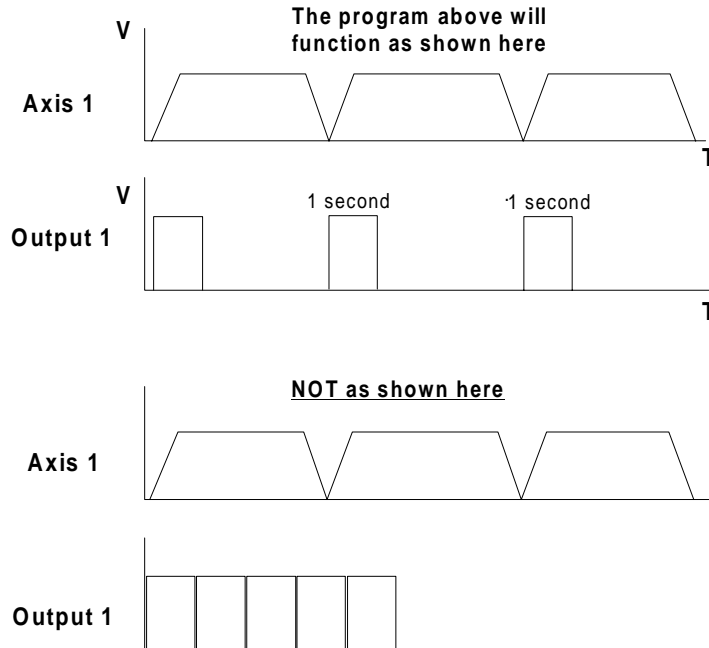 The program above will
function as shown here
V
Axis 1
T
V
1 second
1 second
Output 1
T
NOT as shown here
Axis 1
Output 1